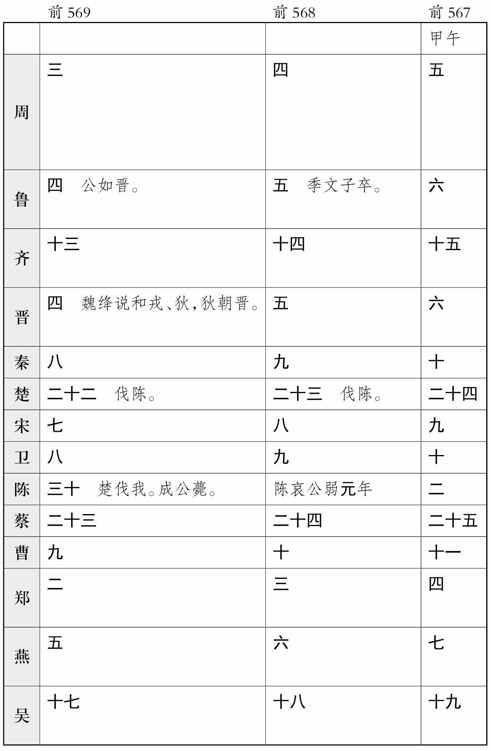 前 569 前 568 前 567
甲午
周 三 四 五
鲁 四 公如晋。 五 季文子卒。 六
齐 十三 十四 十五
晋 四 魏绛说和戎、狄，狄朝晋。 五 六
秦 八 九 十
楚 二十二 伐陈。 二十三 伐陈。 二十四
宋 七 八 九
卫 八 九 十
陈 三十 楚伐我。成公薨。 陈哀公弱元年 二
蔡 二十三 二十四 二十五
曹 九 十 十一
郑 二 三 四
燕 五 六 七
吴 十七 十八 十九